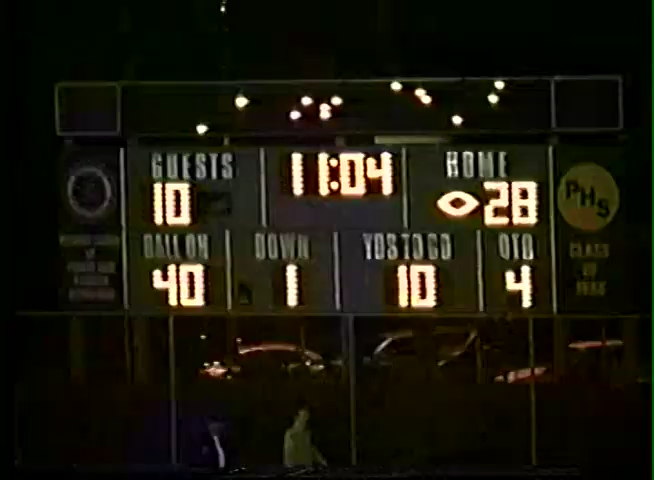 GUESTS 11:04 HOME
10 28
PHS
BALL ON DOWN YDS TO GO QTR
40 1 10 4
CLASS
OF